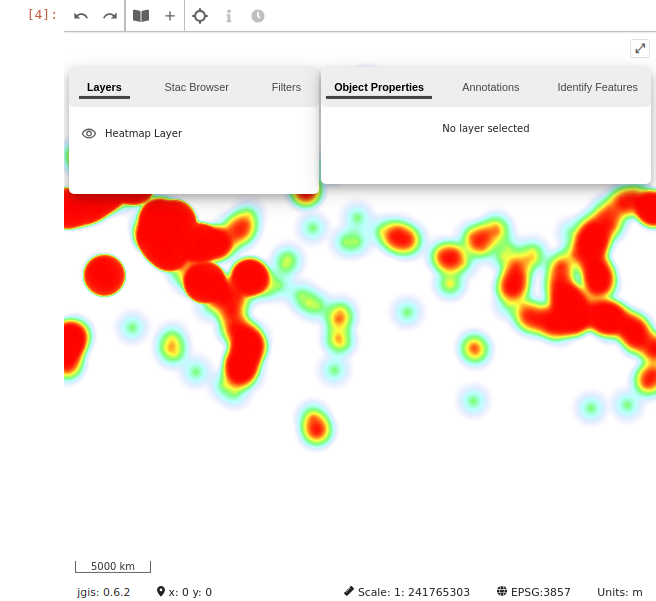 [4]:
Layers Stac Browser Filters
Object Properties Annotations Identify Features
Heatmap Layer
No layer selected
5000 km
jgis: 0.6.2 x: 0 y: 0 Scale: 1: 241765303 EPSG:3857 Units: m